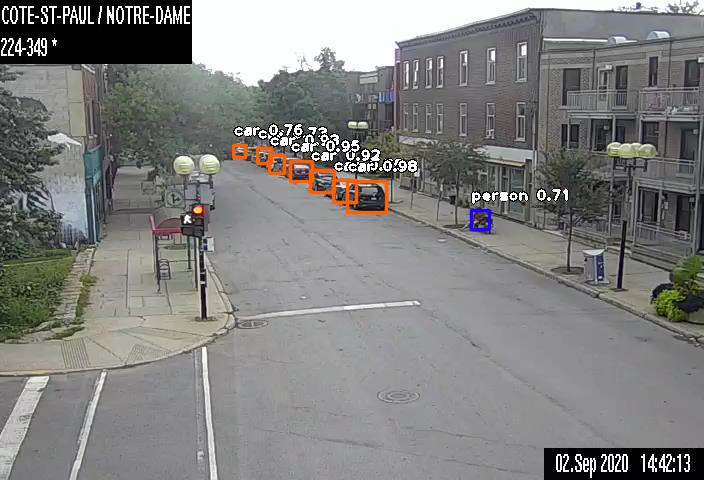 COTE-ST-PAUL / NOTRE-DAME
224-349 *
car 0.76
car 0.95
car 0.92
car 0.98
person 0.71
02.Sep 2020 14:42:13